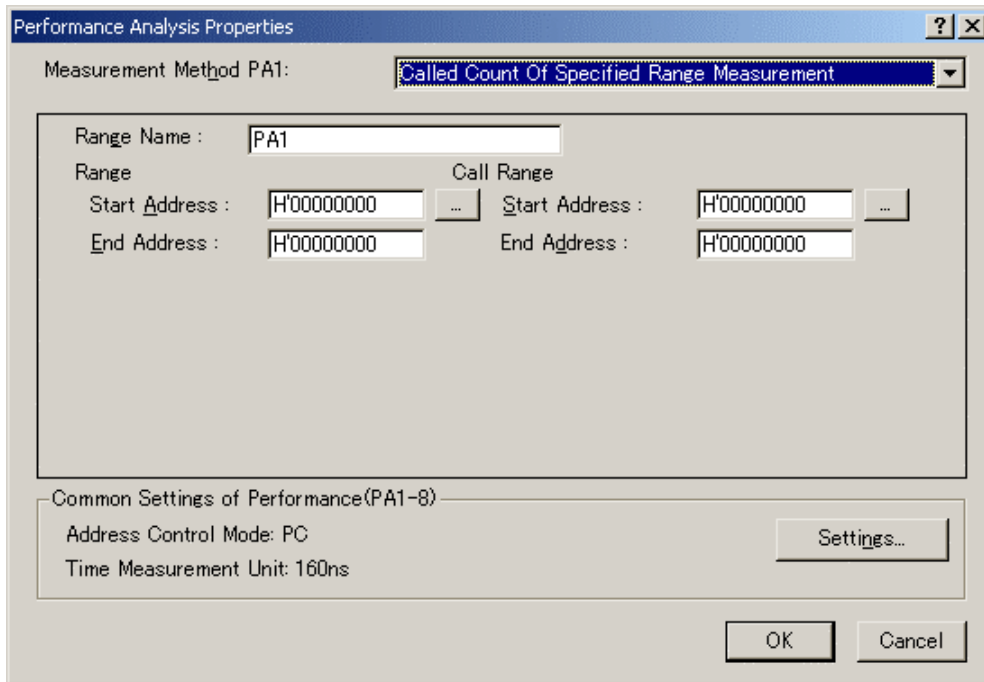 Performance Analysis Properties
Measurement Method PA1: Called Count Of Specified Range Measurement
Range Name : PA1
Range Call Range
Start Address : H'00000000 ... Start Address : H'00000000 ...
End Address : H'00000000 End Address : H'00000000
Common Settings of Performance(PA1-8)
Address Control Mode: PC
Settings...
Time Measurement Unit: 160ns
OK Cancel